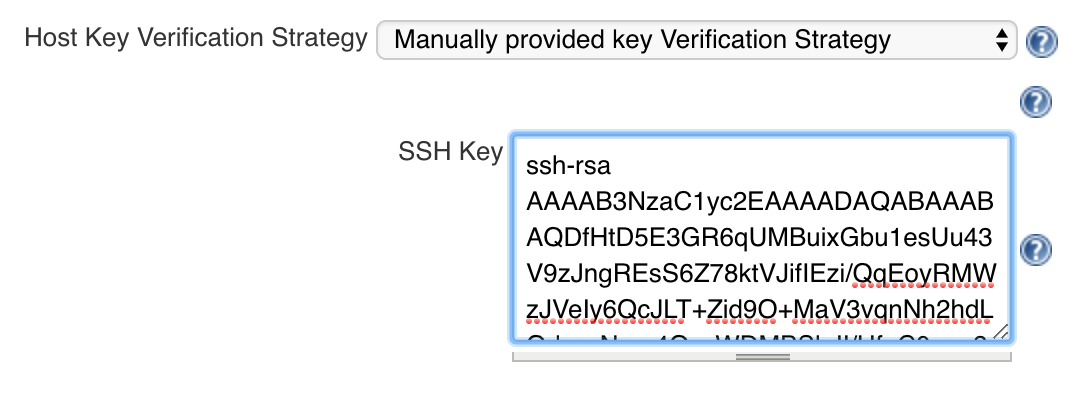 Host Key Verification Strategy Manually provided key Verification Strategy
SSH Key
ssh-rsa
AAAAB3NzaC1yc2EAAAADAQABAAAB
AQDfHtD5E3GR6qUMBuixGbu1esUu43
V9zJngREsS6Z78ktVJifIEzi/QqEoyRMW
zJVeIy6QcJLT+Zid9O+MaV3vqnNh2hdL